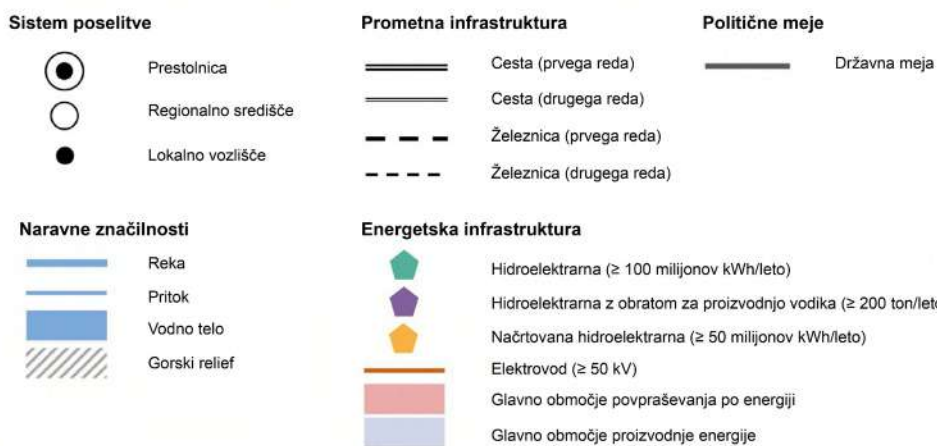 Sistem poselitve
Prestolnica
Regionalno središče
Lokalno vozlišče
Prometna infrastruktura
Cesta (prvega reda)
Cesta (drugega reda)
Železnica (prvega reda)
Železnica (drugega reda)
Politične meje
Državna meja
Naravne značilnosti
Reka
Pritok
Vodno telo
Gorski relief
Energetska infrastruktura
Hidroelektrarna (≥ 100 milijonov kWh/leto)
Hidroelektrarna z obratom za proizvodnjo vodika (≥ 200 ton/leto
Načrtovana hidroelektrarna (≥ 50 milijonov kWh/leto)
Elektrovod (≥ 50 kV)
Glavno območje povpraševanja po energiji
Glavno območje proizvodnje energije